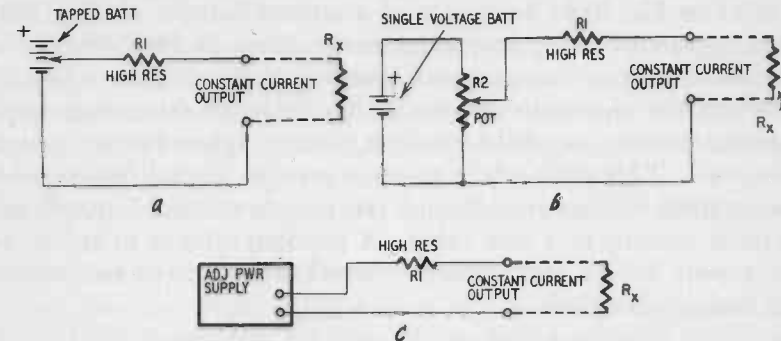 TAPPED BATT
+
R1
HIGH RES
CONSTANT CURRENT
OUTPUT
Rx
a
SINGLE VOLTAGE BATT
+
R2
POT
R1
HIGH RES
CONSTANT CURRENT
OUTPUT
Rx
b
ADJ PWR
SUPPLY
HIGH RES
R1
CONSTANT CURRENT
OUTPUT
Rx
c